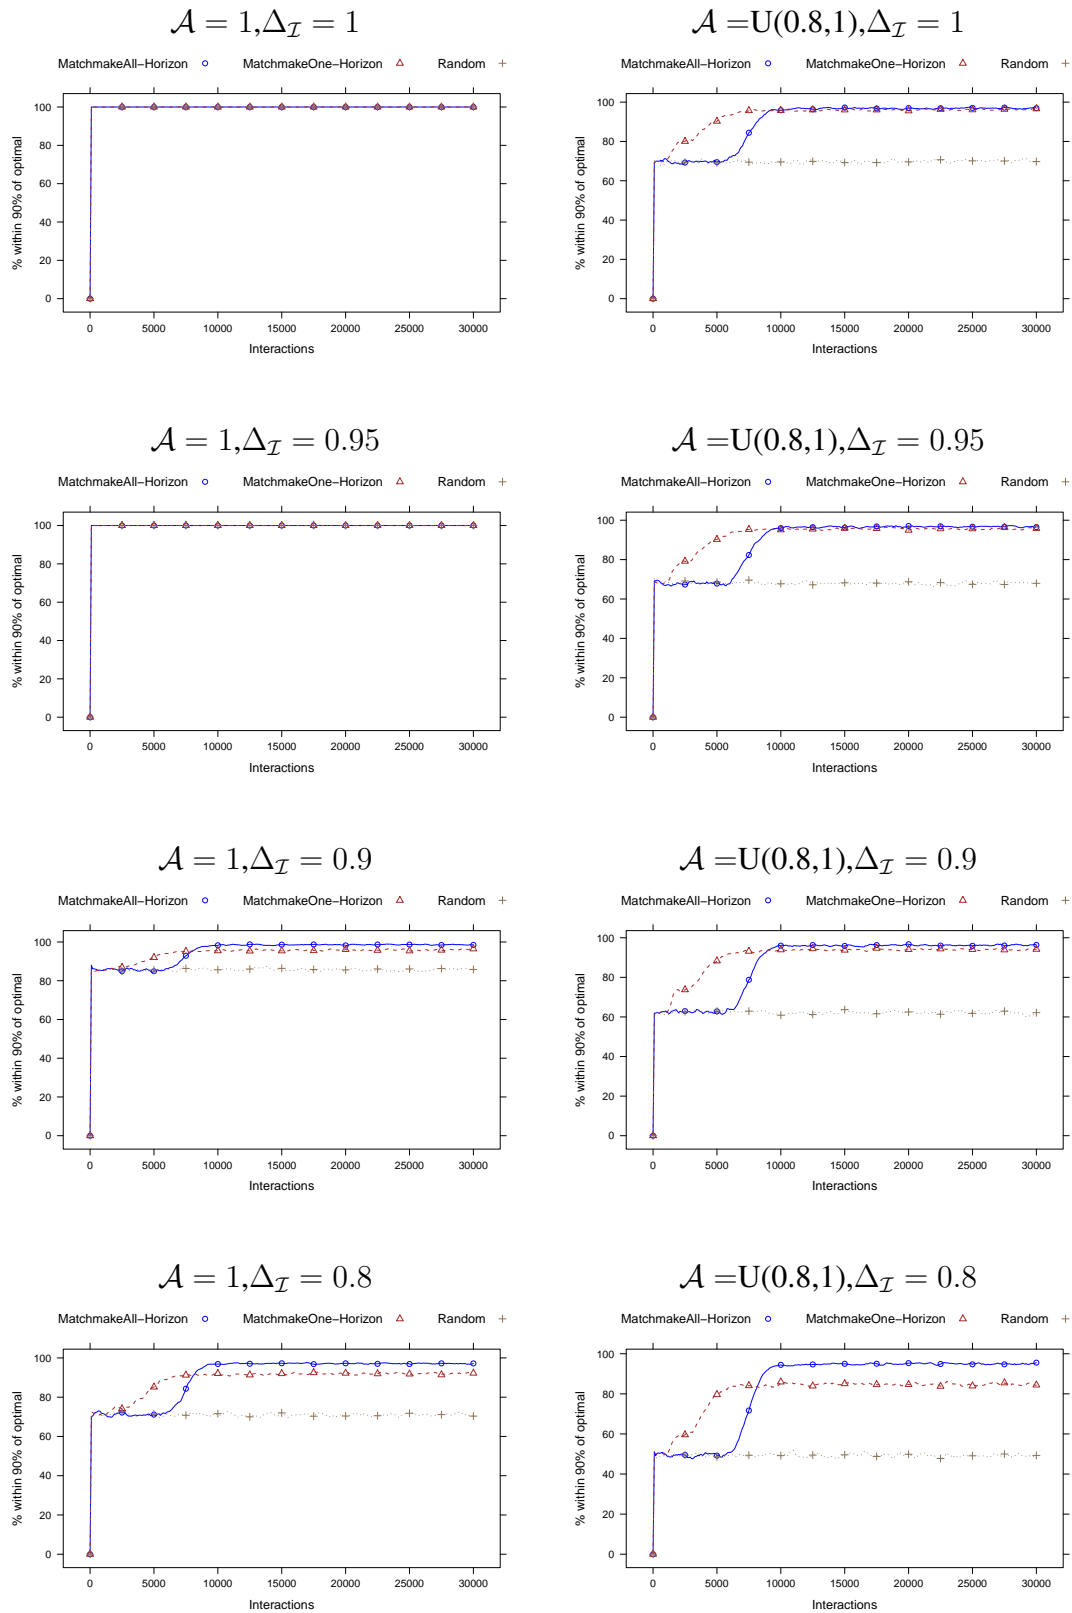 𝒜 = 1,Δ_ℐ = 1
MatchmakeAll−Horizon MatchmakeOne−Horizon Random
% within 90% of optimal
100
80
60
40
20
0
0 5000 10000 15000 20000 25000 30000
Interactions
𝒜 =U(0.8,1),Δ_ℐ = 1
MatchmakeAll−Horizon MatchmakeOne−Horizon Random
% within 90% of optimal
100
80
60
40
20
0
0 5000 10000 15000 20000 25000 30000
Interactions
𝒜 = 1,Δ_ℐ = 0.95
MatchmakeAll−Horizon MatchmakeOne−Horizon Random
% within 90% of optimal
100
80
60
40
20
0
0 5000 10000 15000 20000 25000 30000
Interactions
𝒜 =U(0.8,1),Δ_ℐ = 0.95
MatchmakeAll−Horizon MatchmakeOne−Horizon Random
% within 90% of optimal
100
80
60
40
20
0
0 5000 10000 15000 20000 25000 30000
Interactions
𝒜 = 1,Δ_ℐ = 0.9
MatchmakeAll−Horizon MatchmakeOne−Horizon Random
% within 90% of optimal
100
80
60
40
20
0
0 5000 10000 15000 20000 25000 30000
Interactions
𝒜 =U(0.8,1),Δ_ℐ = 0.9
MatchmakeAll−Horizon MatchmakeOne−Horizon Random
% within 90% of optimal
100
80
60
40
20
0
0 5000 10000 15000 20000 25000 30000
Interactions
𝒜 = 1,Δ_ℐ = 0.8
MatchmakeAll−Horizon MatchmakeOne−Horizon Random
% within 90% of optimal
100
80
60
40
20
0
0 5000 10000 15000 20000 25000 30000
Interactions
𝒜 =U(0.8,1),Δ_ℐ = 0.8
MatchmakeAll−Horizon MatchmakeOne−Horizon Random
% within 90% of optimal
100
80
60
40
20
0
0 5000 10000 15000 20000 25000 30000
Interactions